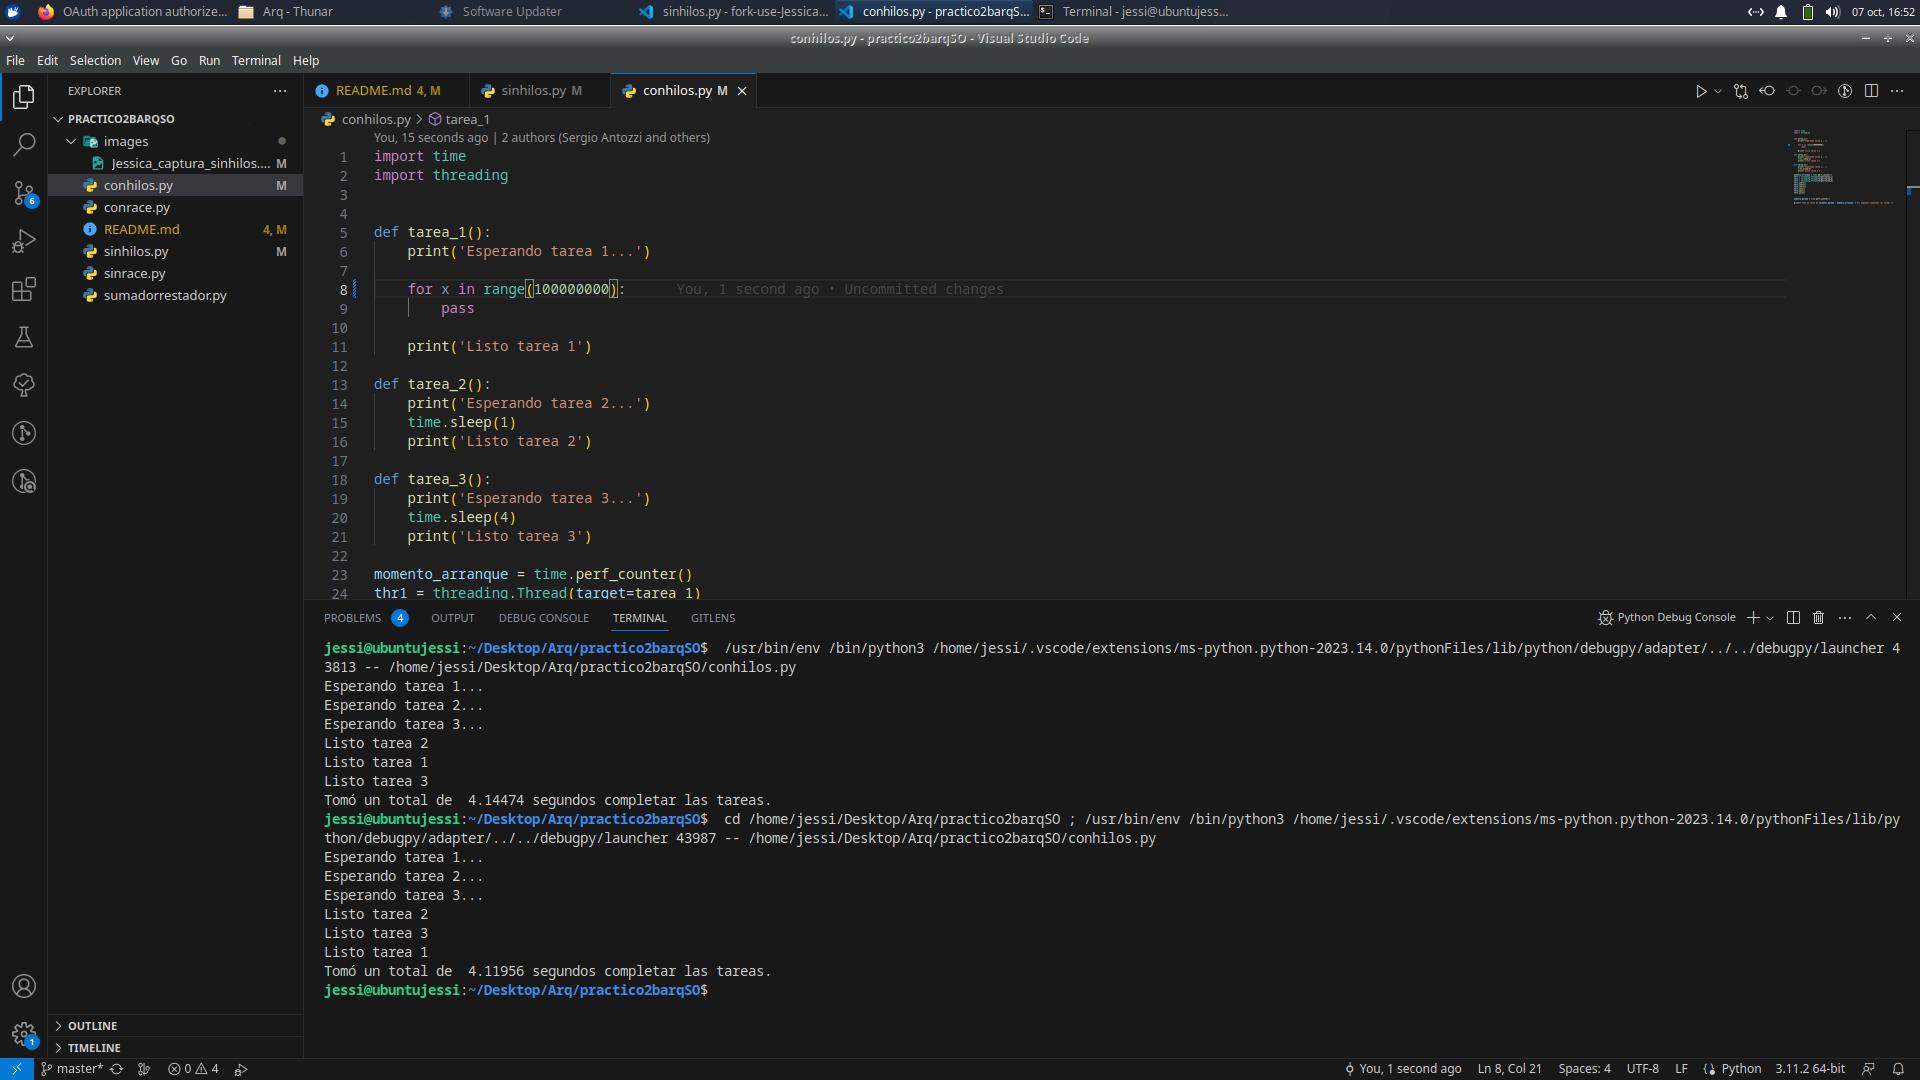 OAuth application authorize...
Arq - Thunar
Software Updater
sinhilos.py - fork-use-Jessica...
conhilos.py - practico2barqS...
Terminal - jessi@ubuntujess...
07 oct, 16:52
conhilos.py - practico2barqSO - Visual Studio Code
File Edit Selection View Go Run Terminal Help
EXPLORER
README.md 4, M
sinhilos.py M
conhilos.py M
PRACTICO2BARQSO
images
Jessica_captura_sinhilos.... M
conhilos.py M
conrace.py
README.md 4, M
sinhilos.py M
sinrace.py
sumadorrestador.py
6
1
OUTLINE
TIMELINE
conhilos.py > tarea_1
You, 15 seconds ago | 2 authors (Sergio Antozzi and others)
1 import time
2 import threading
3
4
5 def tarea_1():
6 print('Esperando tarea 1...')
7
8 for x in range(100000000): You, 1 second ago • Uncommitted changes
9 pass
10
11 print('Listo tarea 1')
12
13 def tarea_2():
14 print('Esperando tarea 2...')
15 time.sleep(1)
16 print('Listo tarea 2')
17
18 def tarea_3():
19 print('Esperando tarea 3...')
20 time.sleep(4)
21 print('Listo tarea 3')
22
23 momento_arranque = time.perf_counter()
24 thr1 = threading.Thread(target=tarea_1)
PROBLEMS 4 OUTPUT DEBUG CONSOLE TERMINAL GITLENS
Python Debug Console
jessi@ubuntujessi:~/Desktop/Arq/practico2barqSO$ /usr/bin/env /bin/python3 /home/jessi/.vscode/extensions/ms-python.python-2023.14.0/pythonFiles/lib/python/debugpy/adapter/../../debugpy/launcher 4
3813 -- /home/jessi/Desktop/Arq/practico2barqSO/conhilos.py
Esperando tarea 1...
Esperando tarea 2...
Esperando tarea 3...
Listo tarea 2
Listo tarea 1
Listo tarea 3
Tomó un total de  4.14474 segundos completar las tareas.
jessi@ubuntujessi:~/Desktop/Arq/practico2barqSO$ cd /home/jessi/Desktop/Arq/practico2barqSO ; /usr/bin/env /bin/python3 /home/jessi/.vscode/extensions/ms-python.python-2023.14.0/pythonFiles/lib/py
thon/debugpy/adapter/../../debugpy/launcher 43987 -- /home/jessi/Desktop/Arq/practico2barqSO/conhilos.py
Esperando tarea 1...
Esperando tarea 2...
Esperando tarea 3...
Listo tarea 2
Listo tarea 3
Listo tarea 1
Tomó un total de  4.11956 segundos completar las tareas.
jessi@ubuntujessi:~/Desktop/Arq/practico2barqSO$
master* 0 4
You, 1 second ago Ln 8, Col 21 Spaces: 4 UTF-8 LF Python 3.11.2 64-bit